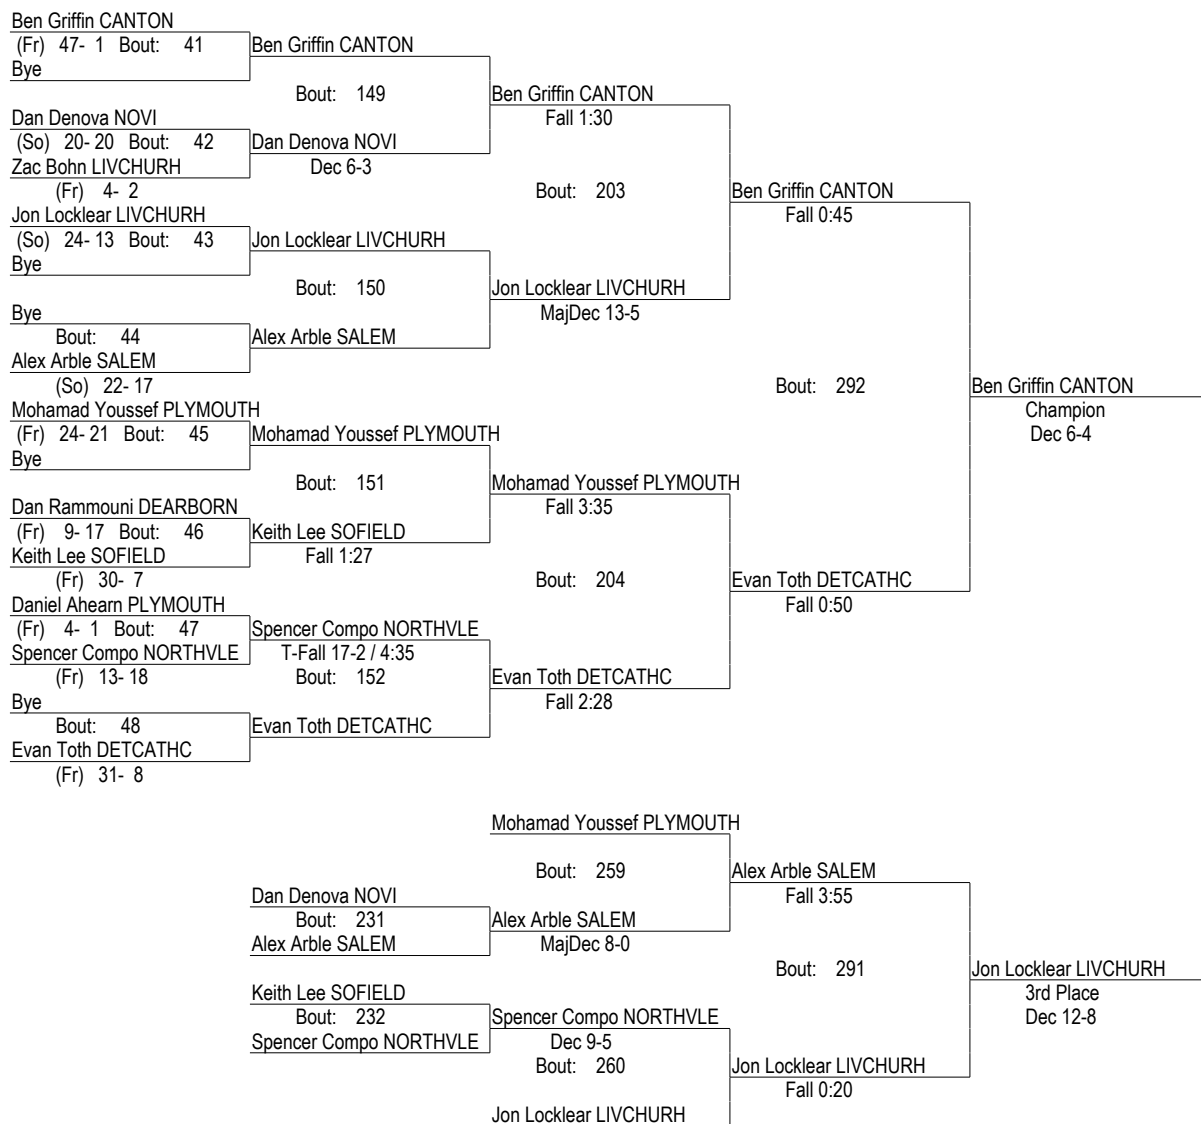 Ben Griffin CANTON
(Fr) 47- 1 Bout: 41 Ben Griffin CANTON
Bye
Bout: 149 Ben Griffin CANTON
Dan Denova NOVI Fall 1:30
(So) 20- 20 Bout: 42 Dan Denova NOVI
Zac Bohn LIVCHURH Dec 6-3
(Fr) 4- 2 Bout: 203 Ben Griffin CANTON
Jon Locklear LIVCHURH Fall 0:45
(So) 24- 13 Bout: 43 Jon Locklear LIVCHURH
Bye
Bout: 150 Jon Locklear LIVCHURH
Bye MajDec 13-5
Bout: 44 Alex Arble SALEM
Alex Arble SALEM
(So) 22- 17 Bout: 292 Ben Griffin CANTON
Mohamad Youssef PLYMOUTH Champion
(Fr) 24- 21 Bout: 45 Mohamad Youssef PLYMOUTH Dec 6-4
Bye
Bout: 151 Mohamad Youssef PLYMOUTH
Dan Rammouni DEARBORN Fall 3:35
(Fr) 9- 17 Bout: 46 Keith Lee SOFIELD
Keith Lee SOFIELD Fall 1:27
(Fr) 30- 7 Bout: 204 Evan Toth DETCATHC
Daniel Ahearn PLYMOUTH Fall 0:50
(Fr) 4- 1 Bout: 47 Spencer Compo NORTHVLE
Spencer Compo NORTHVLE T-Fall 17-2 / 4:35
(Fr) 13- 18 Bout: 152 Evan Toth DETCATHC
Bye Fall 2:28
Bout: 48 Evan Toth DETCATHC
Evan Toth DETCATHC
(Fr) 31- 8
Mohamad Youssef PLYMOUTH
Bout: 259 Alex Arble SALEM
Dan Denova NOVI Fall 3:55
Bout: 231 Alex Arble SALEM
Alex Arble SALEM MajDec 8-0
Bout: 291 Jon Locklear LIVCHURH
Keith Lee SOFIELD 3rd Place
Bout: 232 Spencer Compo NORTHVLE Dec 12-8
Spencer Compo NORTHVLE Dec 9-5
Bout: 260 Jon Locklear LIVCHURH
Fall 0:20
Jon Locklear LIVCHURH